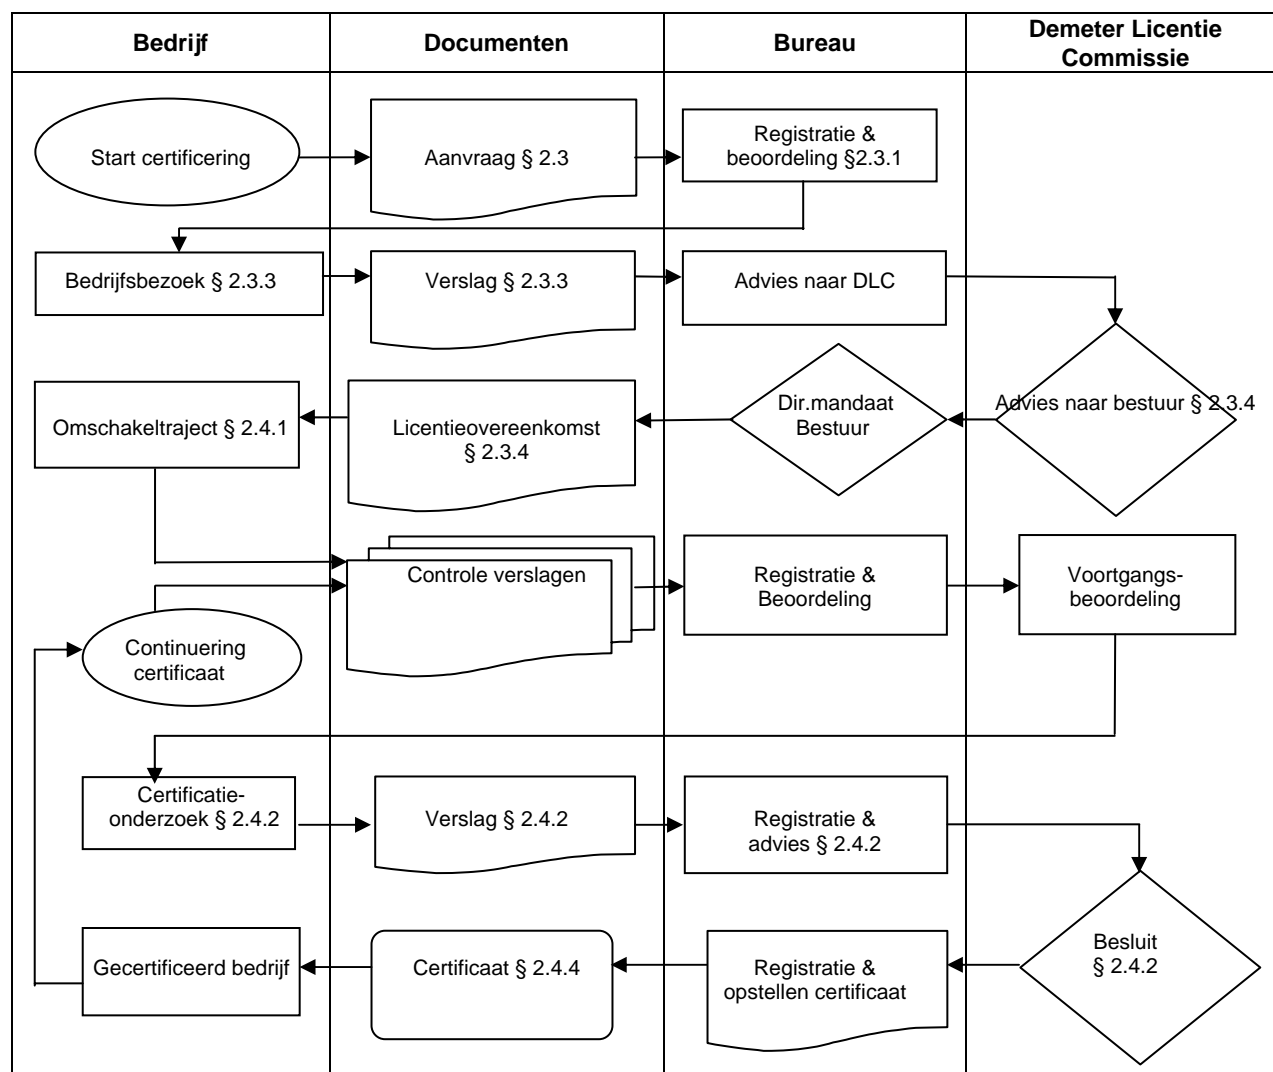 Bedrijf
Documenten
Bureau
Demeter Licentie
Commissie
Start certificering
Aanvraag § 2.3
Registratie &
beoordeling §2.3.1
Bedrijfsbezoek § 2.3.3
Verslag § 2.3.3
Advies naar DLC
Omschakeltraject § 2.4.1
Licentieovereenkomst
§ 2.3.4
Dir.mandaat
Bestuur
Advies naar bestuur § 2.3.4
Controle verslagen
Registratie &
Beoordeling
Voortgangs-
beoordeling
Continuering
certificaat
Certificatie-
onderzoek § 2.4.2
Verslag § 2.4.2
Registratie &
advies § 2.4.2
Gecertificeerd bedrijf
Certificaat § 2.4.4
Registratie &
opstellen certificaat
Besluit
§ 2.4.2